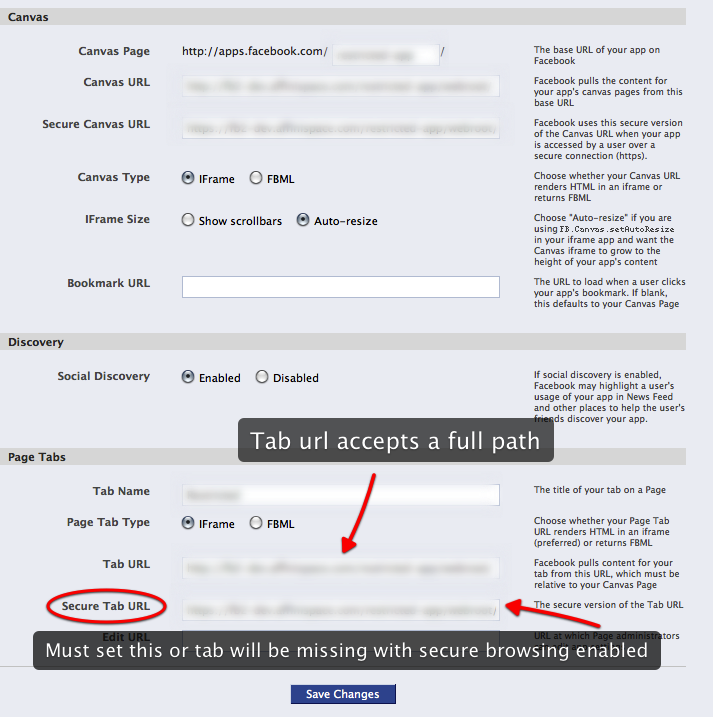 Canvas
Canvas Page
http://apps.facebook.com/
/
The base URL of your app on
Facebook
Canvas URL
Facebook pulls the content for
your app's canvas pages from this
base URL
Secure Canvas URL
Facebook uses this secure version
of the Canvas URL when your app
is accessed by a user over a
secure connection (https).
Canvas Type
IFrame
FBML
Choose whether your Canvas URL
renders HTML in an iframe or
returns FBML
IFrame Size
Show scrollbars
Auto-resize
Choose "Auto-resize" if you are
using FB.Canvas.setAutoResize
in your iframe app and want the
Canvas iframe to grow to the
height of your app's content
Bookmark URL
The URL to load when a user clicks
your app's bookmark. If blank,
this defaults to your Canvas Page
Discovery
Social Discovery
Enabled
Disabled
If social discovery is enabled,
Facebook may highlight a user's
usage of your app in News Feed
and other places to help the user's
friends discover your app.
Tab url accepts a full path
Page Tabs
Tab Name
The title of your tab on a Page
Page Tab Type
IFrame
FBML
Choose whether your Page Tab
URL renders HTML in an iframe
(preferred) or returns FBML
Tab URL
Facebook pulls content for your
tab from this URL, which must be
relative to your Canvas Page
Secure Tab URL
The secure version of the Tab URL
Edit URL
URL at which Page administrators
Must set this or tab will be missing with secure browsing enabled
Save Changes